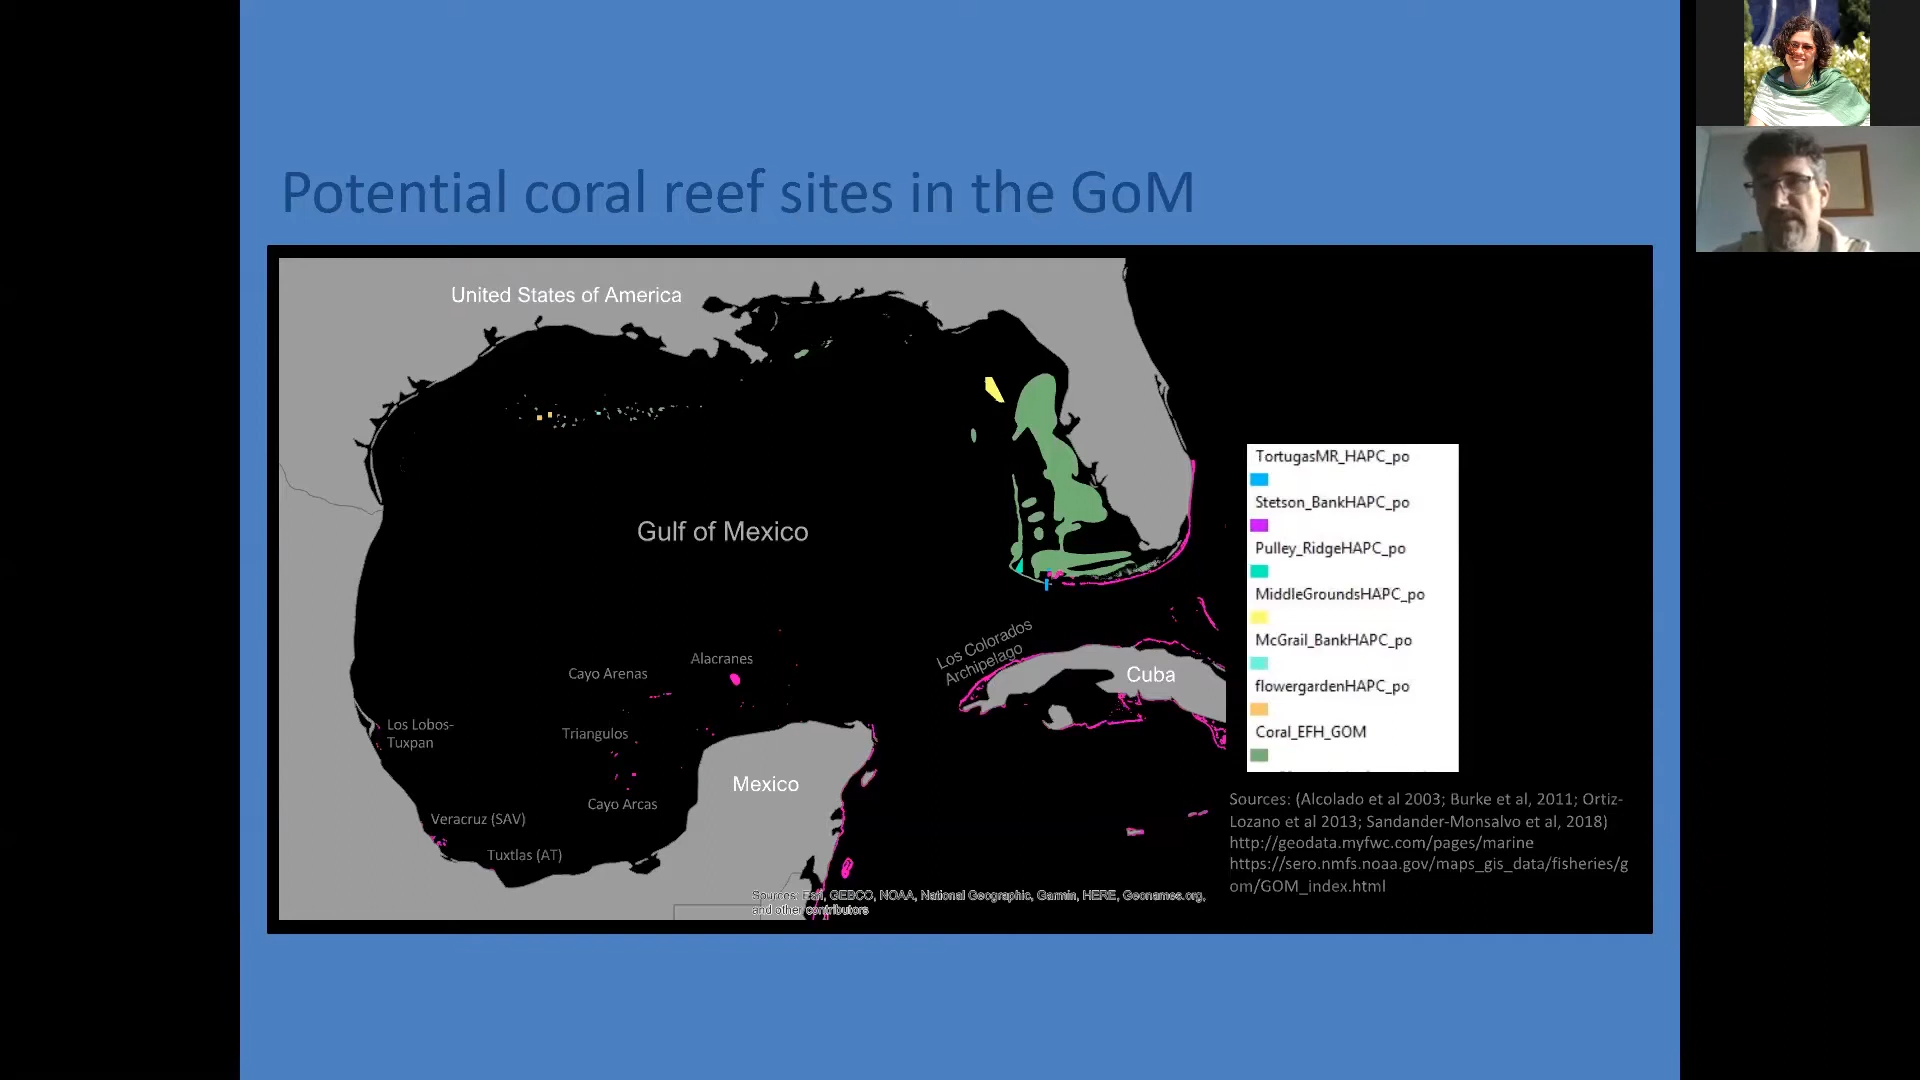 Potential coral reef sites in the GoM
United States of America
Gulf of Mexico
Los Colorados
Archipelago
Alacranes
Cayo Arenas
Cuba
Los Lobos-
Tuxpan
Triangulos
Mexico
Cayo Arcas
Veracruz (SAV)
Tuxtlas (AT)
Sources: Esri, GEBCO, NOAA, National Geographic, Garmin, HERE, Geonames.org,
and other contributors
TortugasMR_HAPC_po
Stetson_BankHAPC_po
Pulley_RidgeHAPC_po
MiddleGroundsHAPC_po
McGrail_BankHAPC_po
flowergardenHAPC_po
Coral_EFH_GOM
Sources: (Alcolado et al 2003; Burke et al, 2011; Ortiz-
Lozano et al 2013; Sandander-Monsalvo et al, 2018)
http://geodata.myfwc.com/pages/marine
https://sero.nmfs.noaa.gov/maps_gis_data/fisheries/g
om/GOM_index.html